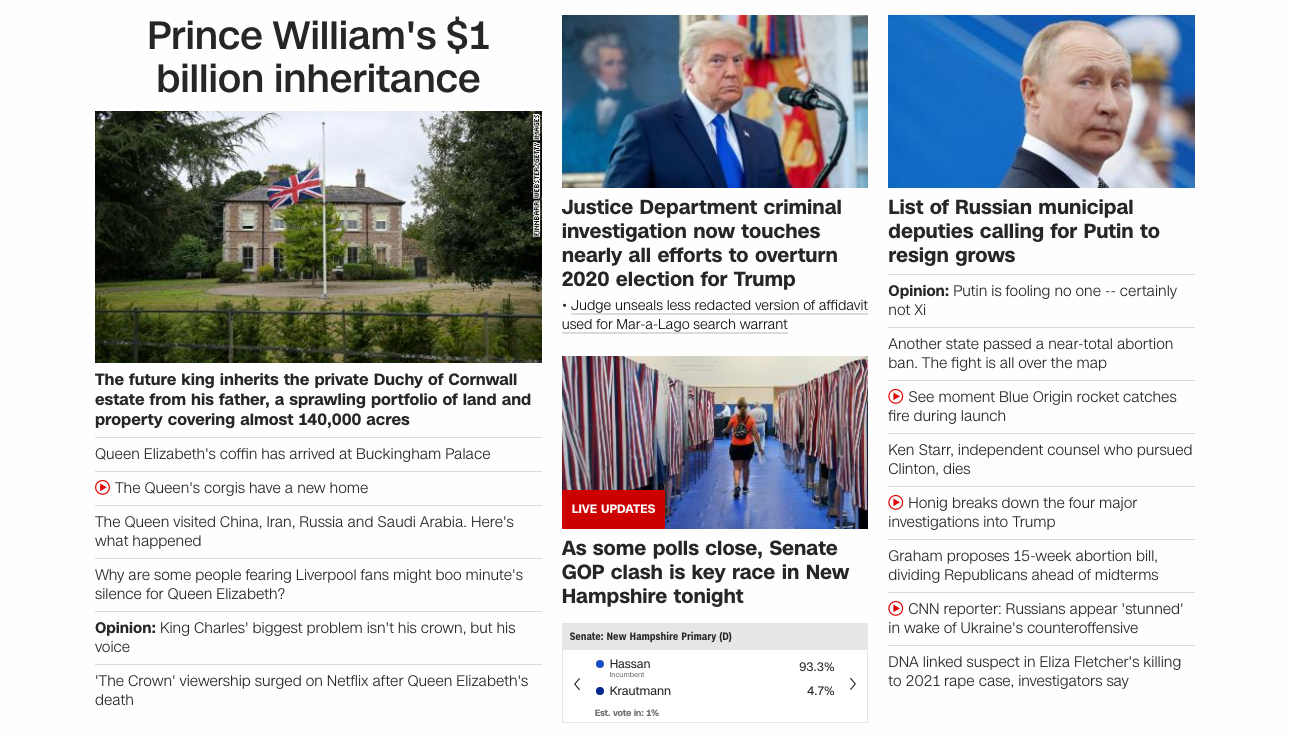 Prince William's $1
billion inheritance
FINNBARR WEBSTER/GETTY IMAGES
The future king inherits the private Duchy of Cornwall
estate from his father, a sprawling portfolio of land and
property covering almost 140,000 acres
Queen Elizabeth's coffin has arrived at Buckingham Palace
The Queen's corgis have a new home
The Queen visited China, Iran, Russia and Saudi Arabia. Here's
what happened
Why are some people fearing Liverpool fans might boo minute's
silence for Queen Elizabeth?
Opinion: King Charles' biggest problem isn't his crown, but his
voice
'The Crown' viewership surged on Netflix after Queen Elizabeth's
death
Justice Department criminal
investigation now touches
nearly all efforts to overturn
2020 election for Trump
• Judge unseals less redacted version of affidavit
used for Mar-a-Lago search warrant
LIVE UPDATES
As some polls close, Senate
GOP clash is key race in New
Hampshire tonight
Senate: New Hampshire Primary (D)
Hassan 93.3%
Incumbent
Krautmann 4.7%
Est. vote in: 1%
List of Russian municipal
deputies calling for Putin to
resign grows
Opinion: Putin is fooling no one -- certainly
not Xi
Another state passed a near-total abortion
ban. The fight is all over the map
See moment Blue Origin rocket catches
fire during launch
Ken Starr, independent counsel who pursued
Clinton, dies
Honig breaks down the four major
investigations into Trump
Graham proposes 15-week abortion bill,
dividing Republicans ahead of midterms
CNN reporter: Russians appear 'stunned'
in wake of Ukraine's counteroffensive
DNA linked suspect in Eliza Fletcher's killing
to 2021 rape case, investigators say